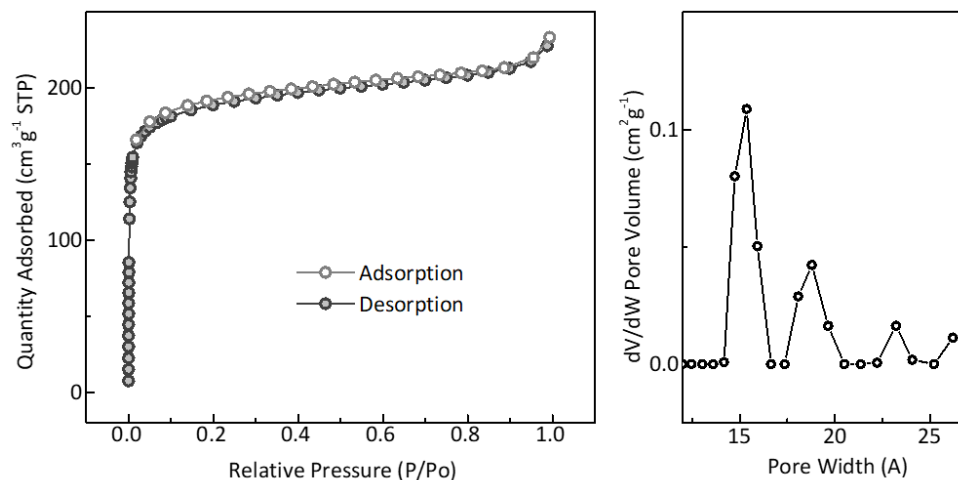 Quantity Adsorbed (cm³g⁻¹ STP)
200
100
0
Adsorption
Desorption
0.0 0.2 0.4 0.6 0.8 1.0
Relative Pressure (P/Po)
dV/dW Pore Volume (cm²g⁻¹)
0.1
0.0
15 20 25
Pore Width (A)